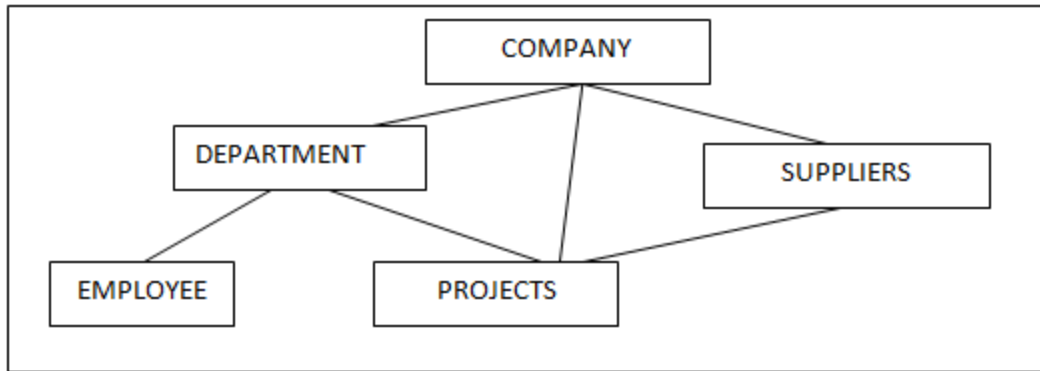 COMPANY
DEPARTMENT
SUPPLIERS
EMPLOYEE
PROJECTS